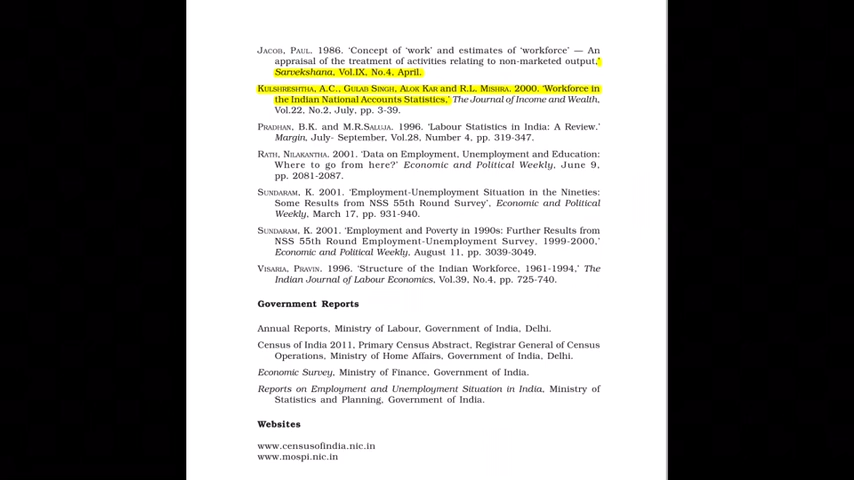 JACOB, PAUL. 1986. ‘Concept of ‘work’ and estimates of ‘workforce’ — An
appraisal of the treatment of activities relating to non-marketed output,’
Sarvekshana, Vol.IX, No.4, April.
KULSHRESHTHA, A.C., GULAB SINGH, ALOK KAR and R.L. MISHRA. 2000. ‘Workforce in
the Indian National Accounts Statistics,’ The Journal of Income and Wealth,
Vol.22, No.2, July, pp. 3-39.
PRADHAN, B.K. and M.R.SALUJA. 1996. ‘Labour Statistics in India: A Review.’
Margin, July- September, Vol.28, Number 4, pp. 319-347.
RATH, NILAKANTHA. 2001. ‘Data on Employment, Unemployment and Education:
Where to go from here?’ Economic and Political Weekly, June 9,
pp. 2081-2087.
SUNDARAM, K. 2001. ‘Employment-Unemployment Situation in the Nineties:
Some Results from NSS 55th Round Survey’, Economic and Political
Weekly, March 17, pp. 931-940.
SUNDARAM, K. 2001. ‘Employment and Poverty in 1990s: Further Results from
NSS 55th Round Employment-Unemployment Survey, 1999-2000,’
Economic and Political Weekly, August 11, pp. 3039-3049.
VISARIA, PRAVIN. 1996. ‘Structure of the Indian Workforce, 1961-1994,’ The
Indian Journal of Labour Economics, Vol.39, No.4, pp. 725-740.
Government Reports
Annual Reports, Ministry of Labour, Government of India, Delhi.
Census of India 2011, Primary Census Abstract, Registrar General of Census
Operations, Ministry of Home Affairs, Government of India, Delhi.
Economic Survey, Ministry of Finance, Government of India.
Reports on Employment and Unemployment Situation in India, Ministry of
Statistics and Planning, Government of India.
Websites
www.censusofindia.nic.in
www.mospi.nic.in